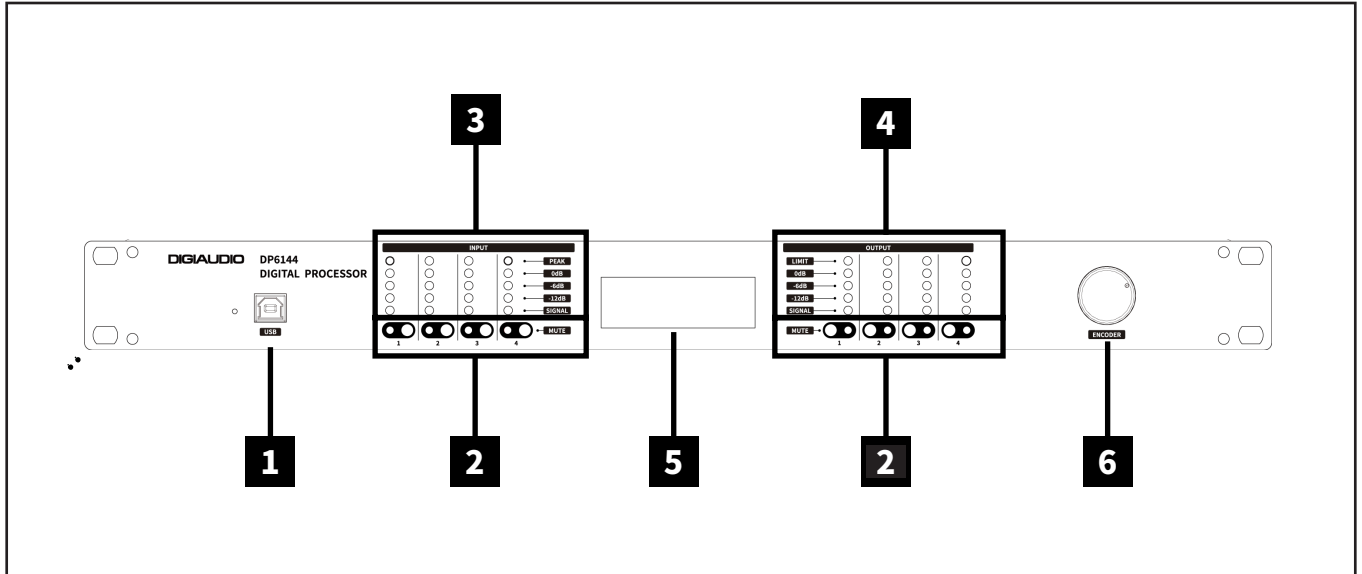 3
4
INPUT
OUTPUT
DIGIAUDIO
DP6144
DIGITAL PROCESSOR
PEAK
0dB
-6dB
-12dB
SIGNAL
MUTE
1 2 3 4
LIMIT
0dB
-6dB
-12dB
SIGNAL
MUTE
1 2 3 4
USB
ENCODER
1
2
5
2
6